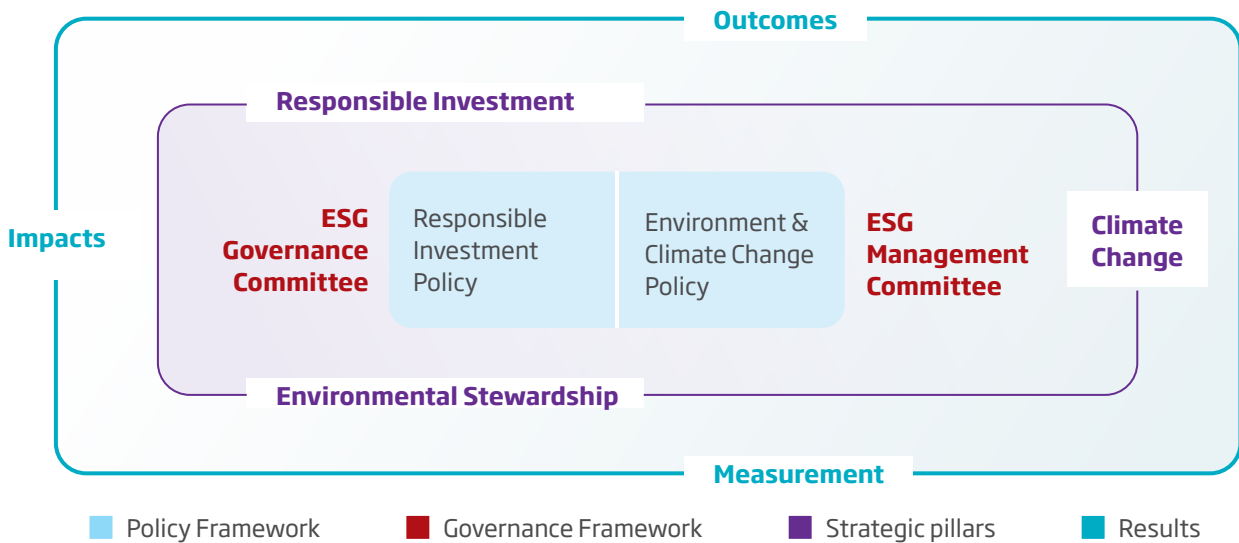 Outcomes
Responsible Investment
Impacts
ESG
Governance
Committee
Responsible
Investment
Policy
Environment &
Climate Change
Policy
ESG
Management
Committee
Climate
Change
Environmental Stewardship
Measurement
Policy Framework
Governance Framework
Strategic pillars
Results